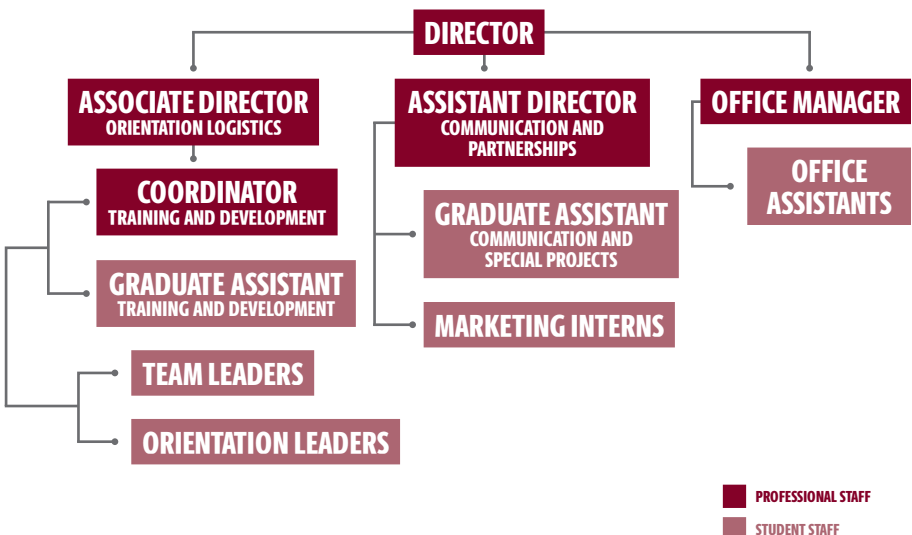 DIRECTOR
ASSOCIATE DIRECTOR
ORIENTATION LOGISTICS
ASSISTANT DIRECTOR
COMMUNICATION AND
PARTNERSHIPS
OFFICE MANAGER
COORDINATOR
TRAINING AND DEVELOPMENT
GRADUATE ASSISTANT
COMMUNICATION AND
SPECIAL PROJECTS
OFFICE
ASSISTANTS
GRADUATE ASSISTANT
TRAINING AND DEVELOPMENT
MARKETING INTERNS
TEAM LEADERS
ORIENTATION LEADERS
PROFESSIONAL STAFF
STUDENT STAFF